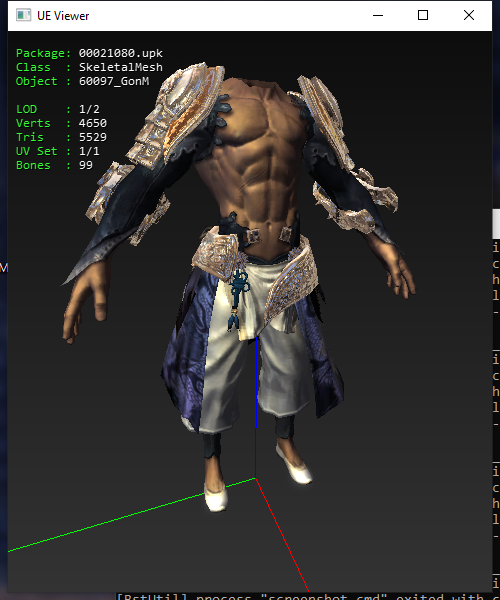 UE Viewer
Package: 00021080.upk
Class : SkeletalMesh
Object : 60097_GonM
LOD : 1/2
Verts : 4650
Tris : 5529
UV Set : 1/1
Bones : 99
M
i
c
h
l
-
i
c
h
l
-
i
c
h
l
-
i
[BstUtil] process "screenshot.cmd" exited with c